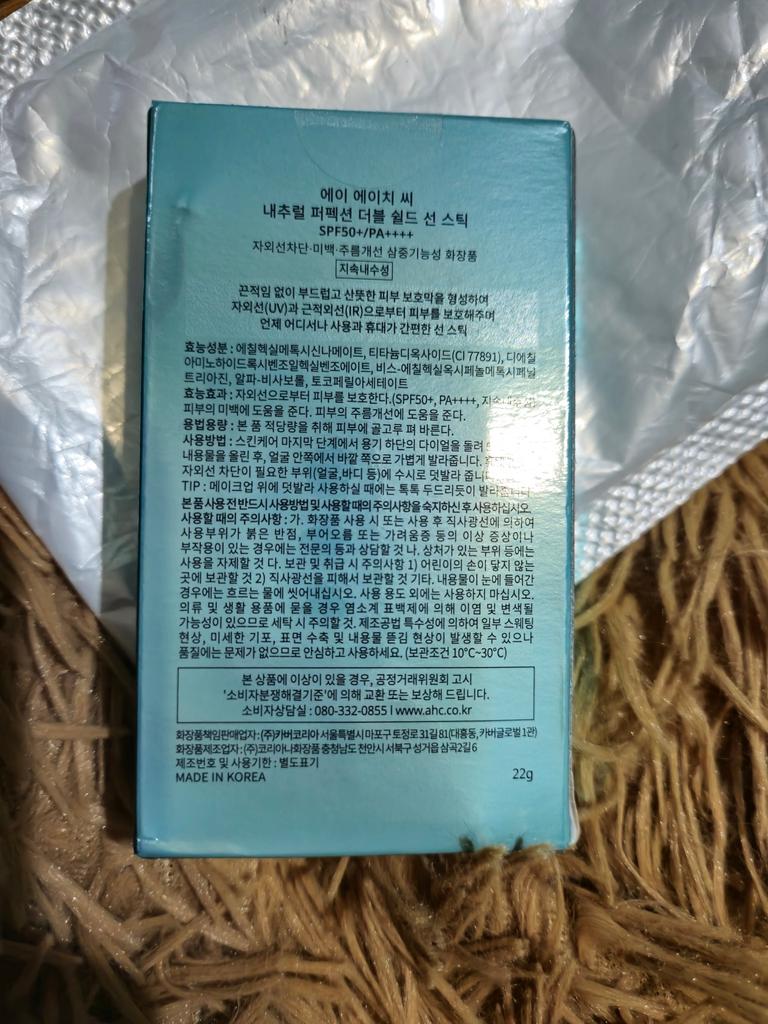 에이 에이치 씨
내추럴 퍼펙션 더블 쉴드 선 스틱
SPF50+/PA++++
자외선차단·미백·주름개선 삼중기능성 화장품
지속내수성
끈적임 없이 부드럽고 산뜻한 피부 보호막을 형성하여
자외선(UV)과 근적외선(IR)으로부터 피부를 보호해주며
언제 어디서나 사용과 휴대가 간편한 선 스틱
효능성분 : 에칠헥실메톡시신나메이트, 티타늄디옥사이드(CI 77891), 디에칠
아미노하이드록시벤조일헥실벤조에이트, 비스-에칠헥실옥시페놀메톡시페닐
트리아진, 알파-비사보롤, 토코페릴아세테이트
효능효과 : 자외선으로부터 피부를 보호한다.(SPF50+, PA++++,
피부의 미백에 도움을 준다. 피부의 주름개선에 도움을 준다.
용법용량 : 본 품 적당량을 취해 피부에 골고루 펴 바른다.
사용방법 : 스킨케어 마지막 단계에서 용기 하단의 다이얼을 돌려
내용물을 올린 후, 얼굴 안쪽에서 바깥 쪽으로 가볍게 발라줍니다.
자외선 차단이 필요한 부위(얼굴, 바디 등)에 수시로 덧발라
TIP : 메이크업 위에 덧발라 사용하실 때에는 톡톡 두드리듯이
본 품 사용 전 반드시 사용방법 및 사용할 때의 주의사항을 숙지하신 후 사용하십시오.
사용할 때의 주의사항 : 가. 화장품 사용 시 또는 사용 후 직사광선에 의하여
사용부위가 붉은 반점, 부어오름 또는 가려움증 등의 이상 증상이나
부작용이 있는 경우에는 전문의 등과 상담할 것 나. 상처가 있는 부위 등에는
사용을 자제할 것 다. 보관 및 취급 시 주의사항 1) 어린이의 손이 닿지 않는
곳에 보관할 것 2) 직사광선을 피해서 보관할 것 기타. 내용물이 눈에 들어간
경우에는 흐르는 물에 씻어내십시오. 사용 용도 외에는 사용하지 마십시오.
의류 및 생활 용품에 묻을 경우 염소계 표백제에 의해 이염 및 변색될
가능성이 있으므로 세탁 시 주의할 것. 제조공법 특수성에 의하여 일부 스웨팅
현상, 미세한 기포, 표면 수축 및 내용물 뜯김 현상이 발생할 수 있으나
품질에는 문제가 없으므로 안심하고 사용하세요. (보관조건 10°C~30°C)
본 상품에 이상이 있을 경우, 공정거래위원회 고시
'소비자분쟁해결기준'에 의해 교환 또는 보상해 드립니다.
소비자상담실 : 080-332-0855 l www.ahc.co.kr
화장품책임판매업자 : (주)카버코리아 서울특별시 마포구 토정로 31길 81(대흥동, 카버글로벌 1관)
화장품제조업자 : (주)코리아나화장품 충청남도 천안시 서북구 성거읍 삼곡2길 6
제조번호 및 사용기한 : 별도표기
MADE IN KOREA
22g